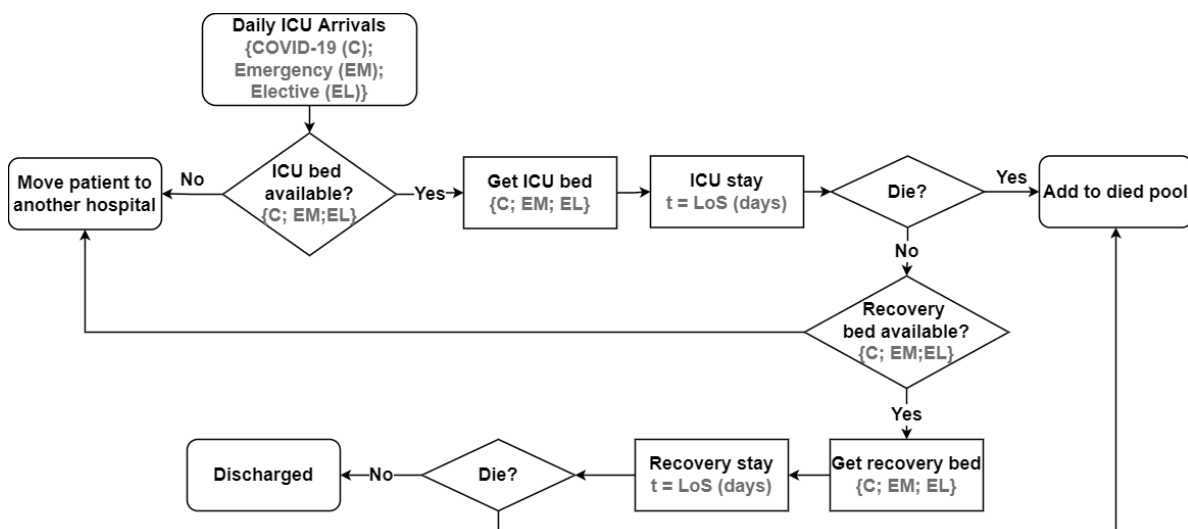 Daily ICU Arrivals
{COVID-19 (C);
Emergency (EM);
Elective (EL)}
Move patient to
another hospital
No
ICU bed
available?
{C; EM;EL}
Yes
Get ICU bed
{C; EM; EL}
ICU stay
t = LoS (days)
Die?
Yes
Add to died pool
No
Recovery
bed available?
{C; EM;EL}
Yes
Discharged
No
Die?
Recovery stay
t = LoS (days)
Get recovery bed
{C; EM; EL}